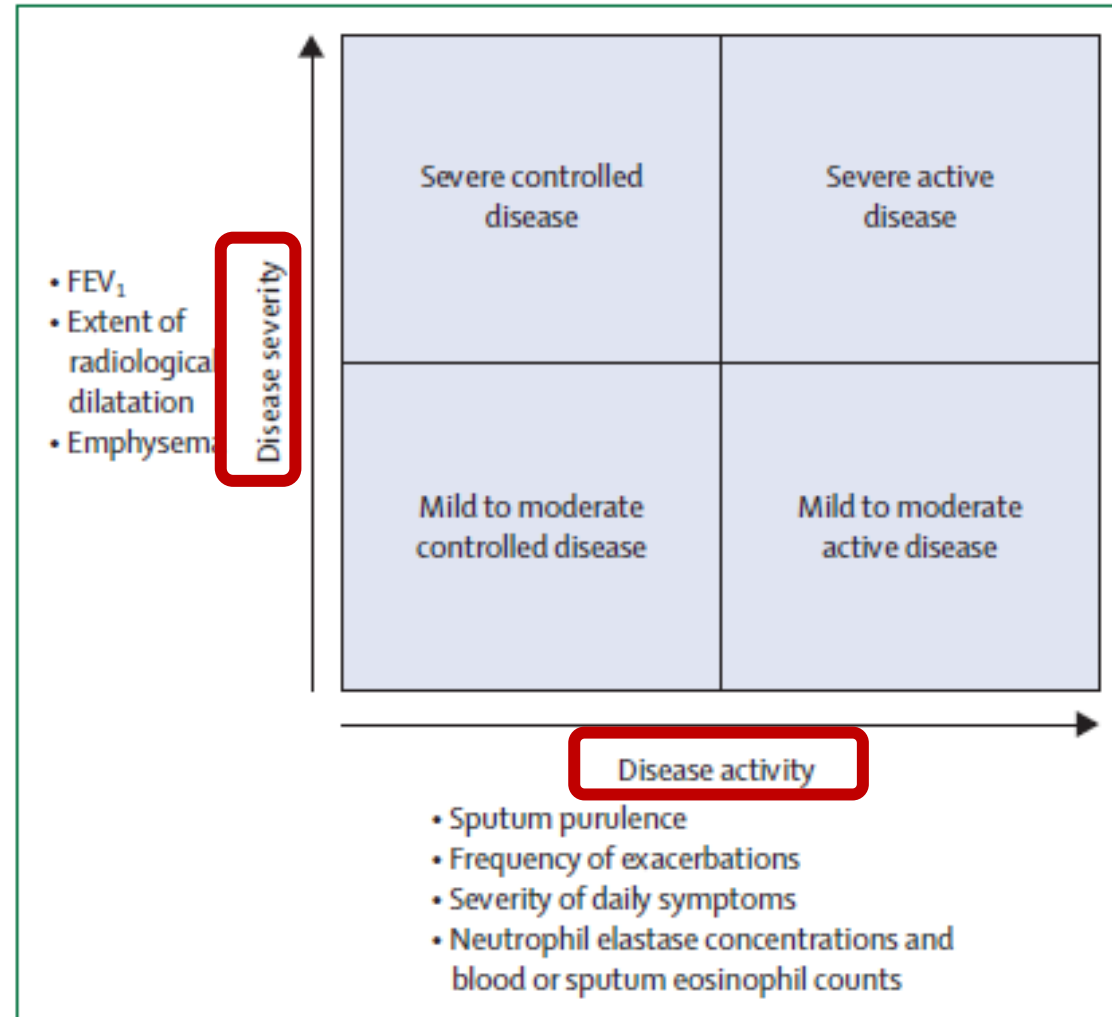 Severe controlled
disease
Severe active
disease
• FEV₁
• Extent of
radiological
dilatation
• Emphysema
Disease severity
Mild to moderate
controlled disease
Mild to moderate
active disease
Disease activity
• Sputum purulence
• Frequency of exacerbations
• Severity of daily symptoms
• Neutrophil elastase concentrations and
blood or sputum eosinophil counts